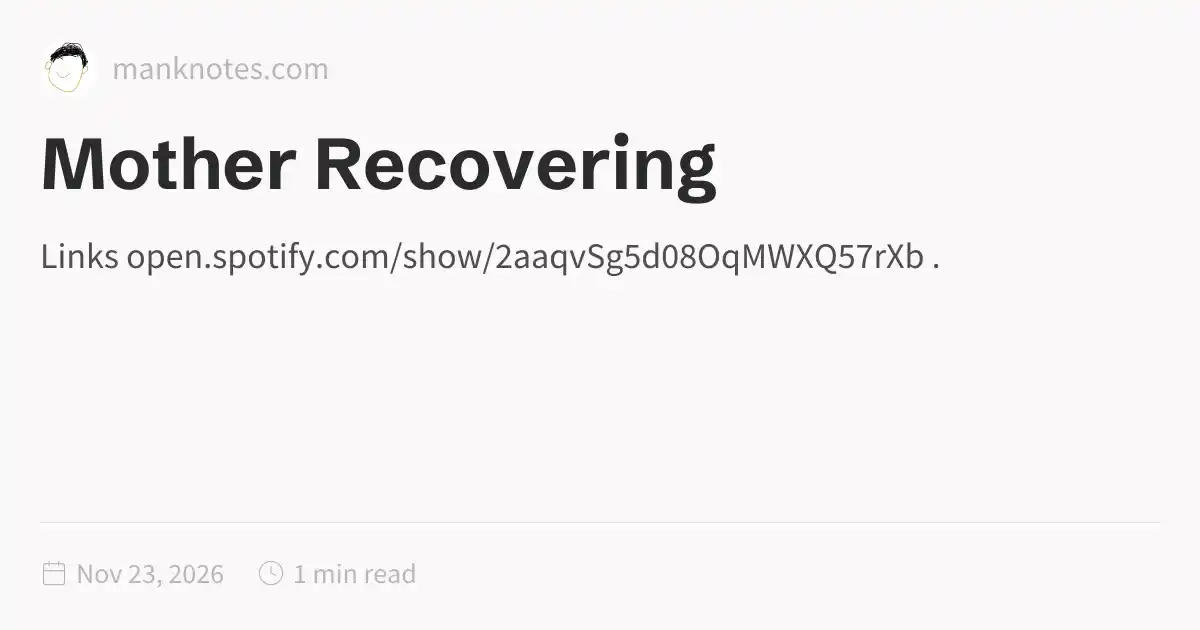 manknotes.com
Mother Recovering
Links open.spotify.com/show/2aaqvSg5d08OqMWXQ57rXb .
Nov 23, 2026 1 min read